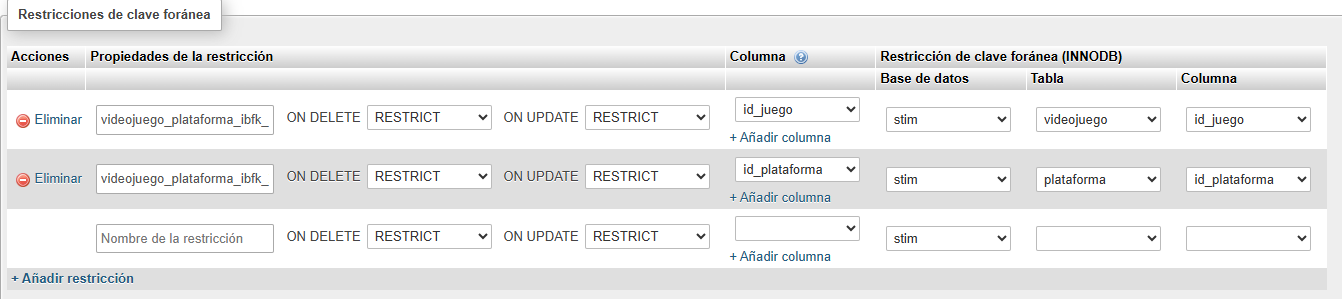 Restricciones de clave foránea
Acciones Propiedades de la restricción Columna Restricción de clave foránea (INNODB)
Base de datos Tabla Columna
Eliminar videojuego_plataforma_ibfk_ ON DELETE RESTRICT ON UPDATE RESTRICT id_juego stim videojuego id_juego
+ Añadir columna
Eliminar videojuego_plataforma_ibfk_ ON DELETE RESTRICT ON UPDATE RESTRICT id_plataforma stim plataforma id_plataforma
+ Añadir columna
Nombre de la restricción ON DELETE RESTRICT ON UPDATE RESTRICT stim
+ Añadir columna
+ Añadir restricción